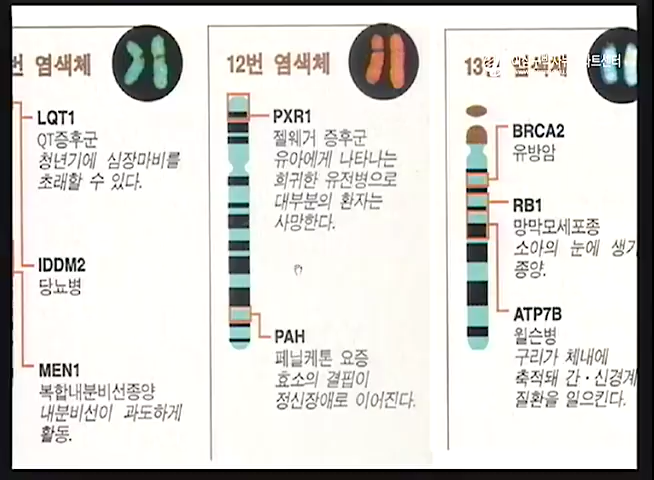 번 염색체
LQT1
QT증후군
청년기에 심장마비를
초래할 수 있다.
IDDM2
당뇨병
MEN1
복합내분비선종양
내분비선이 과도하게
활동.
12번 염색체
PXR1
젤웨거 증후군
유아에게 나타나는
희귀한 유전병으로
대부분의 환자는
사망한다.
PAH
페닐케톤 요증
효소의 결핍이
정신장애로 이어진다.
13번 염색체
BRCA2
유방암
RB1
망막모세포종
소아의 눈에 생기
종양.
ATP7B
윌슨병
구리가 체내에
축적돼 간·신경계
질환을 일으킨다.